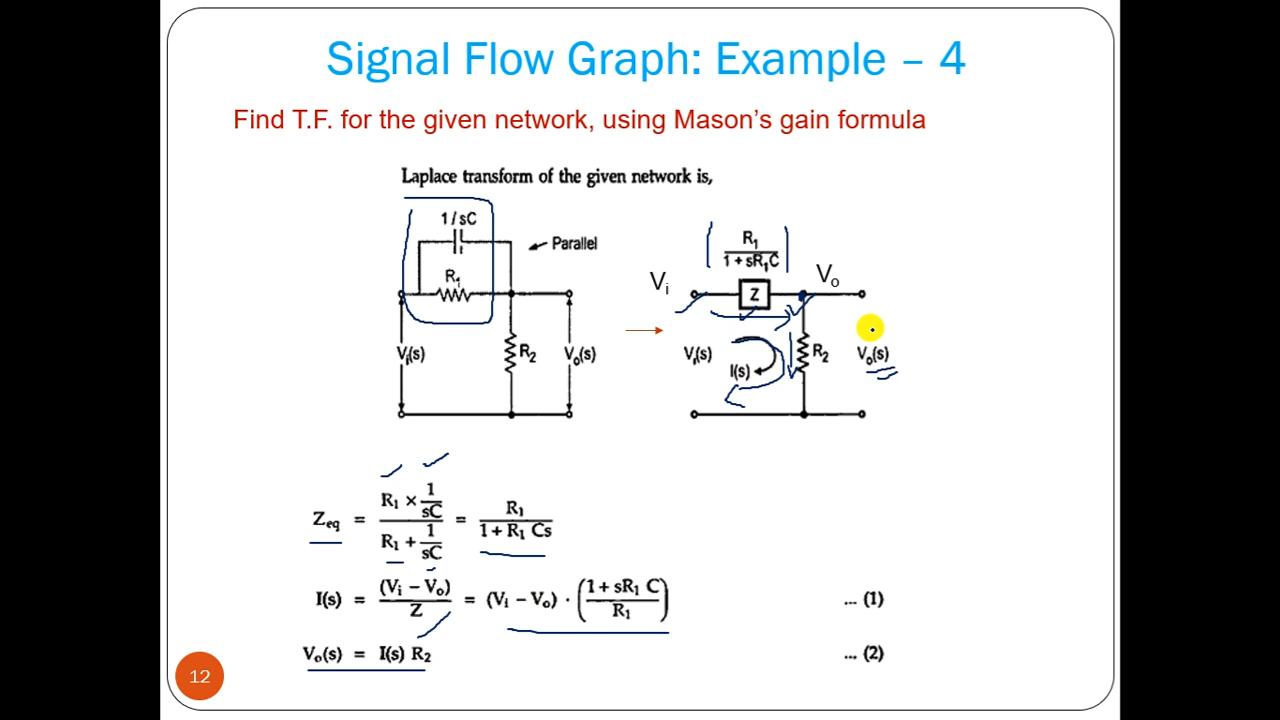 Signal Flow Graph: Example – 4
Find T.F. for the given network, using Mason's gain formula
Laplace transform of the given network is,
1/sC
Parallel
R1
Vi(s)
R2
Vo(s)
R1
1 + sR1C
Vi
Z
Vo
Vi(s)
I(s)
R2
Vo(s)
Zeq = (R1 × 1/sC) / (R1 + 1/sC) = R1 / (1 + R1 Cs)
I(s) = (Vi – Vo) / Z = (Vi – Vo) · ((1 + sR1 C) / R1) ... (1)
Vo(s) = I(s) R2 ... (2)
12